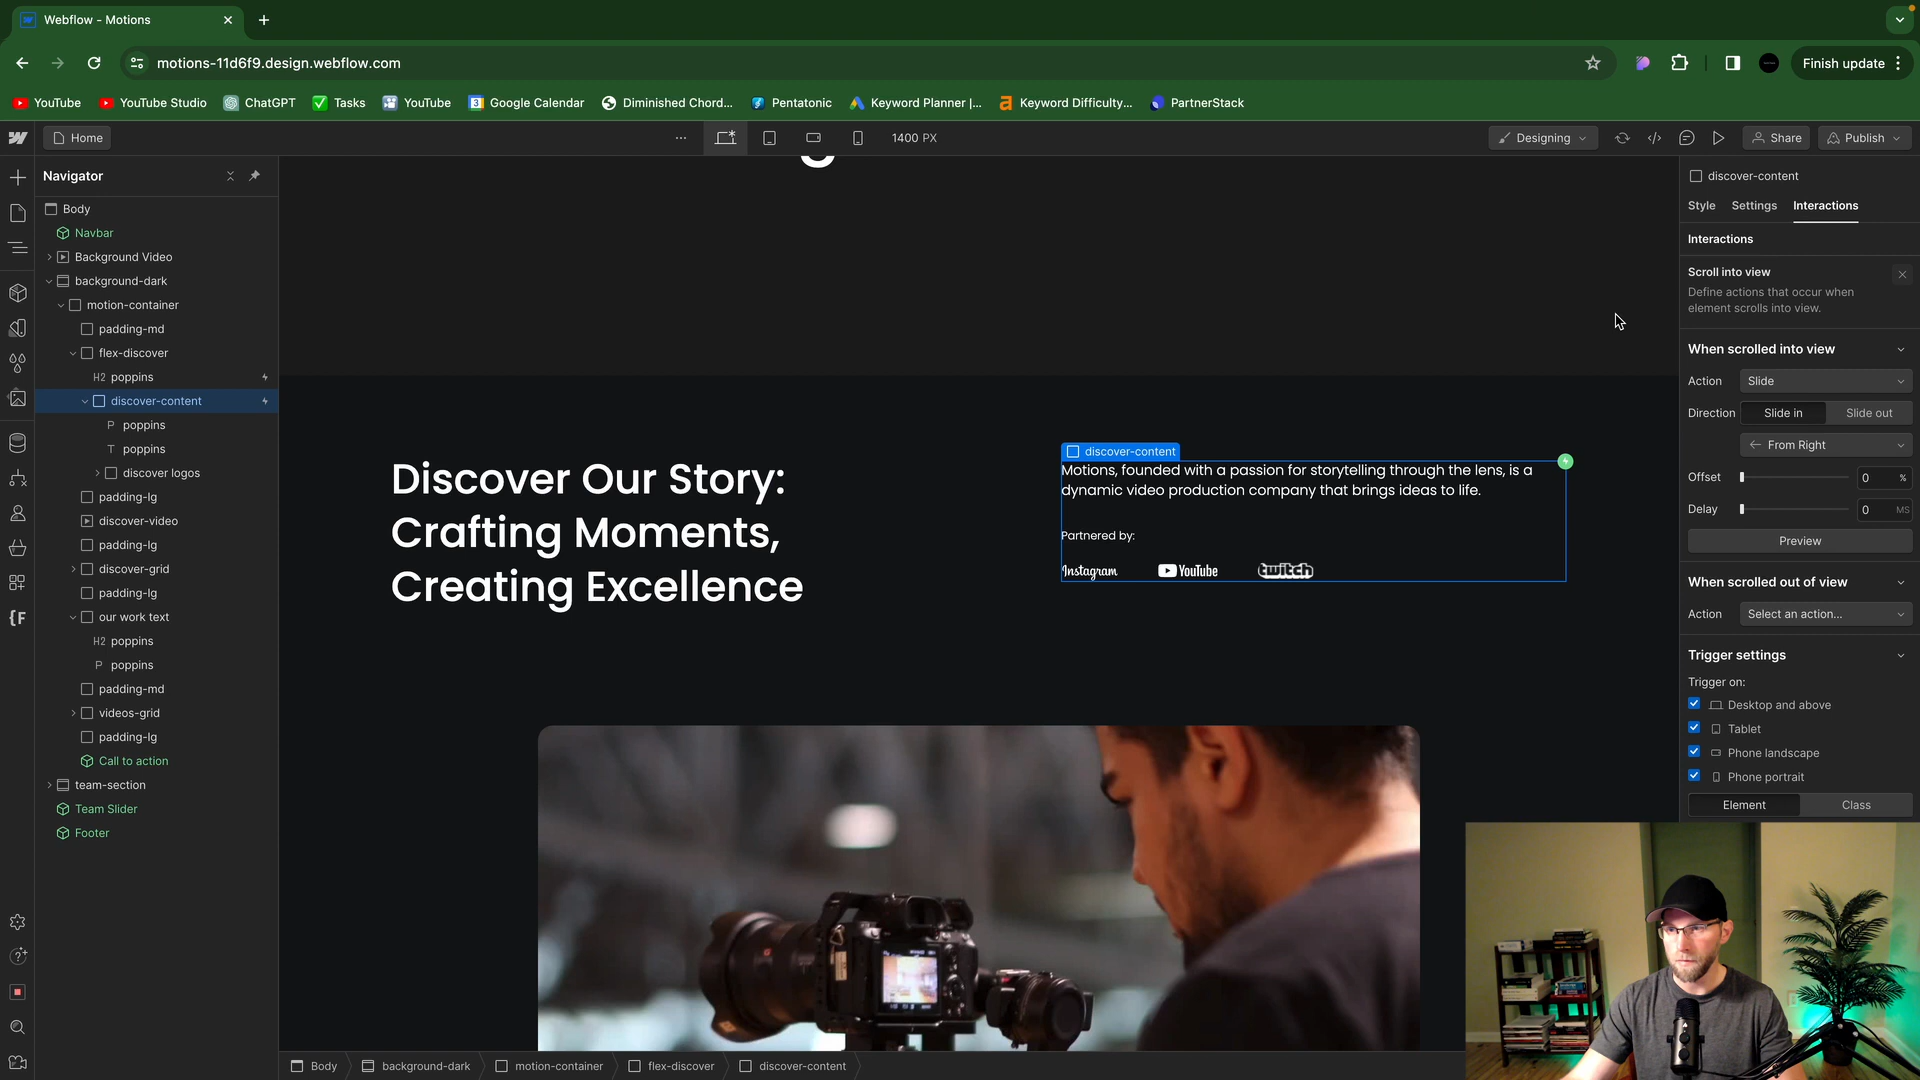 Webflow - Motions
motions-11d6f9.design.webflow.com
Finish update
YouTube
YouTube Studio
ChatGPT
Tasks
YouTube
Google Calendar
Diminished Chord...
Pentatonic
Keyword Planner |...
Keyword Difficulty...
PartnerStack
Home
1400 PX
Designing
Share
Publish
Navigator
Body
Navbar
Background Video
background-dark
motion-container
padding-md
flex-discover
H2 poppins
discover-content
P poppins
T poppins
discover logos
padding-lg
discover-video
padding-lg
discover-grid
padding-lg
our work text
H2 poppins
P poppins
padding-md
videos-grid
padding-lg
Call to action
team-section
Team Slider
Footer
Discover Our Story:
Crafting Moments,
Creating Excellence
discover-content
Motions, founded with a passion for storytelling through the lens, is a
dynamic video production company that brings ideas to life.
Partnered by:
Instagram
YouTube
twitch
discover-content
Style
Settings
Interactions
Interactions
Scroll into view
Define actions that occur when
element scrolls into view.
When scrolled into view
Action
Slide
Direction
Slide in
Slide out
From Right
Offset
0
%
Delay
0
MS
Preview
When scrolled out of view
Action
Select an action...
Trigger settings
Trigger on:
Desktop and above
Tablet
Phone landscape
Phone portrait
Element
Class
Body
background-dark
motion-container
flex-discover
discover-content